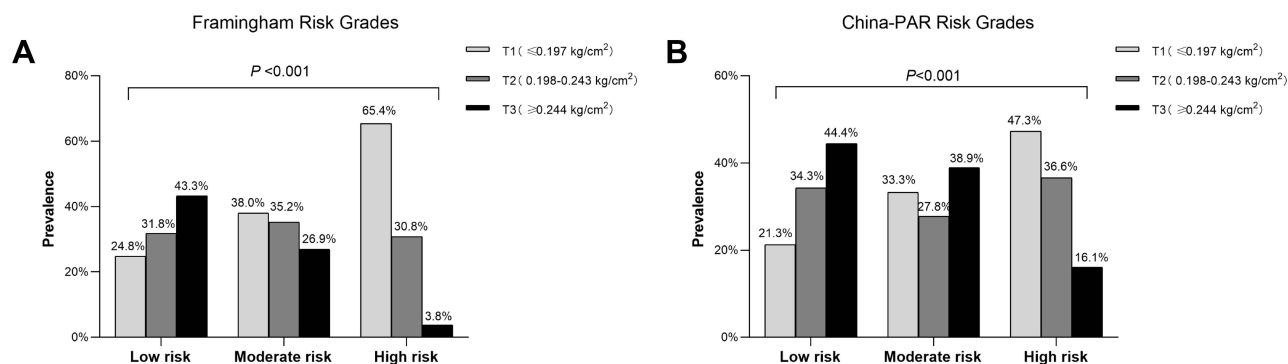 Framingham Risk Grades
A
T1( ≤0.197 kg/cm²)
T2( 0.198-0.243 kg/cm²)
T3( ≥0.244 kg/cm²)
P <0.001
80%
60%
40%
20%
0%
Prevalence
24.8%
31.8%
43.3%
38.0%
35.2%
26.9%
65.4%
30.8%
3.8%
Low risk
Moderate risk
High risk
China-PAR Risk Grades
B
T1( ≤0.197 kg/cm²)
T2( 0.198-0.243 kg/cm²)
T3( ≥0.244 kg/cm²)
P<0.001
60%
40%
20%
0%
Prevalence
21.3%
34.3%
44.4%
33.3%
27.8%
38.9%
47.3%
36.6%
16.1%
Low risk
Moderate risk
High risk